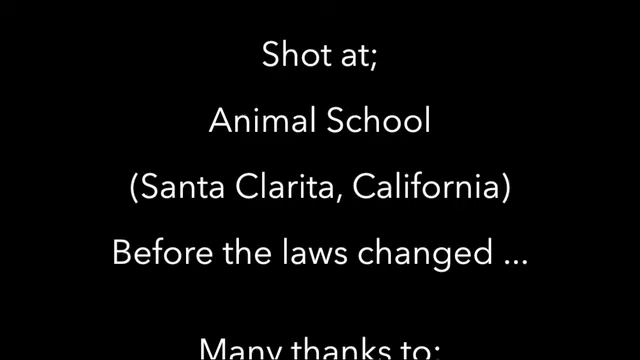 Shot at;
Animal School
(Santa Clarita, California)
Before the laws changed ...
Many thanks to: